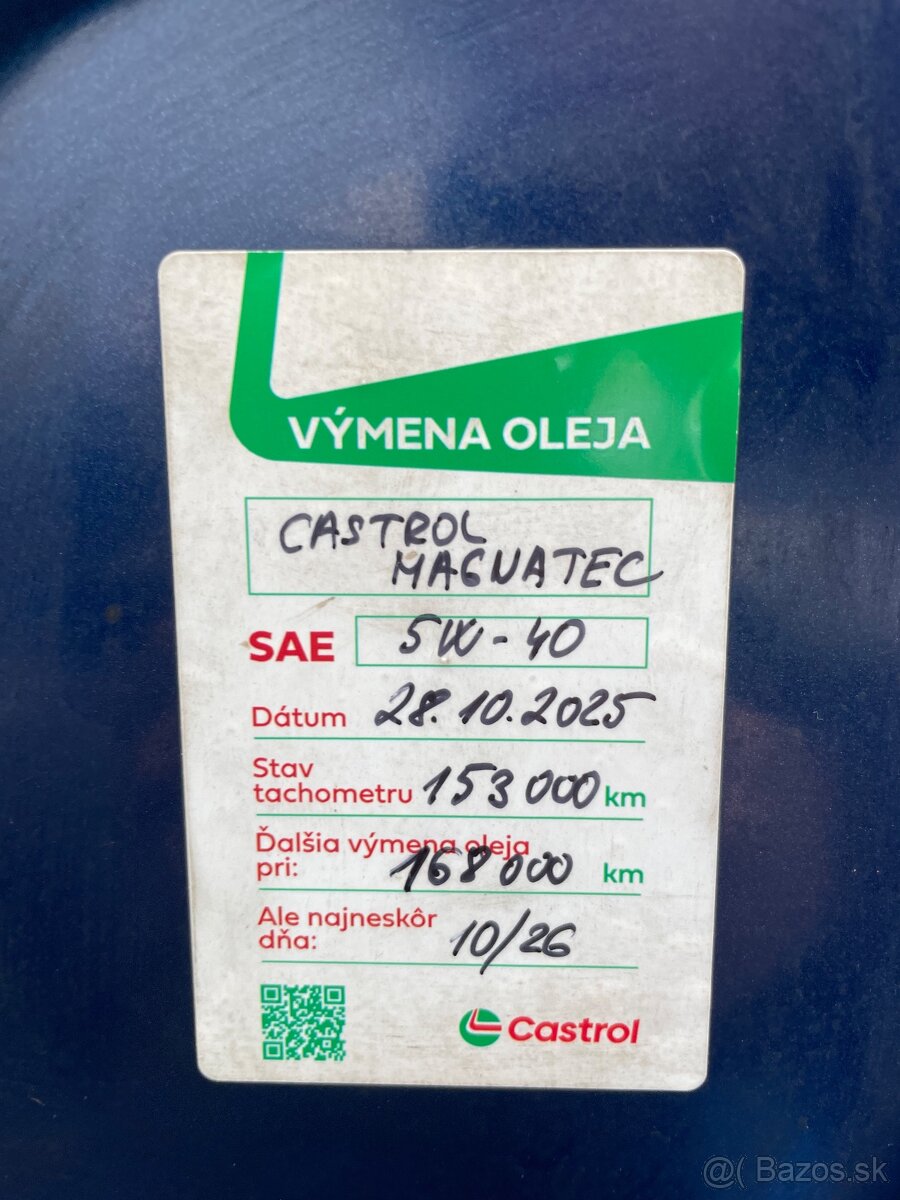 VÝMENA OLEJA
CASTROL
MAGNATEC
SAE 5W-40
Dátum 28.10.2025
Stav
tachometru 153 000 km
Ďalšia výmena oleja
pri: 168 000 km
Ale najneskôr
dňa: 10/26
Castrol
@( Bazos.sk